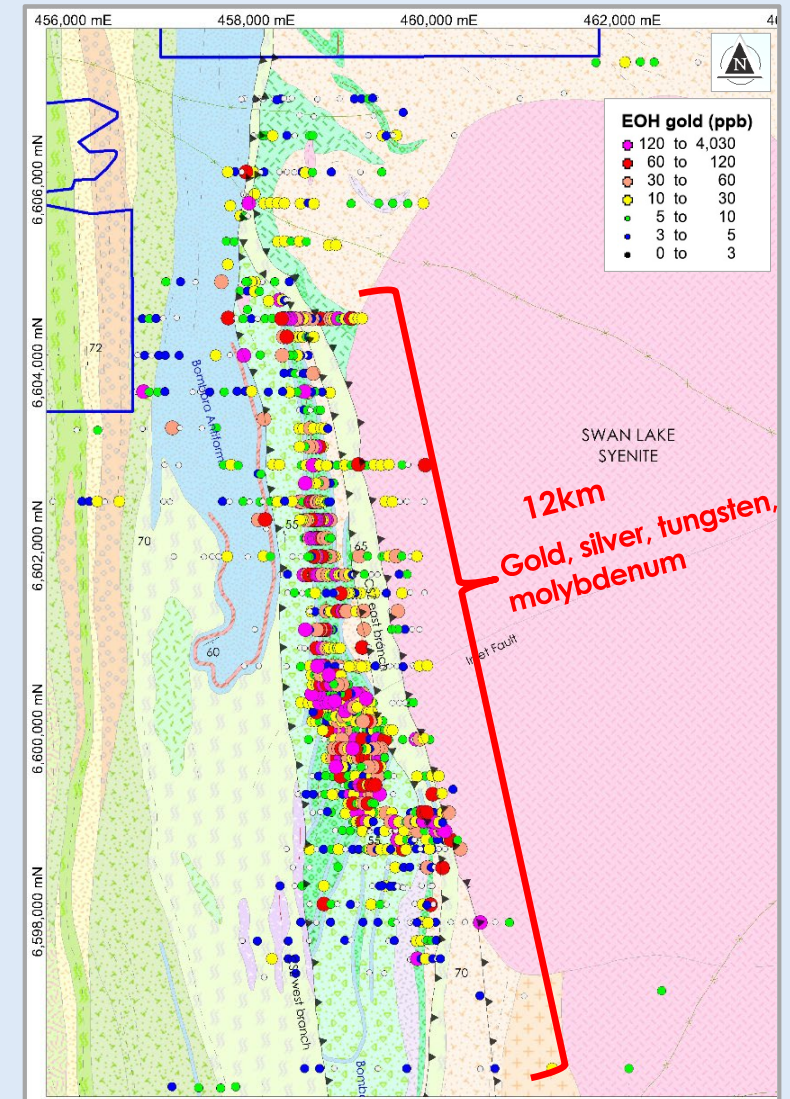 456,000 mE
458,000 mE
460,000 mE
462,000 mE
N
EOH gold (ppb)
120 to 4,030
60 to 120
30 to 60
10 to 30
5 to 10
3 to 5
0 to 3
6,606,000 mN
6,604,000 mN
72
Bombora Antiform
SWAN LAKE
SYENITE
12km
Gold, silver, tungsten,
molybdenum
6,602,000 mN
70
55
65
east branch
60
Inlet Fault
6,600,000 mN
55
6,598,000 mN
70
west branch